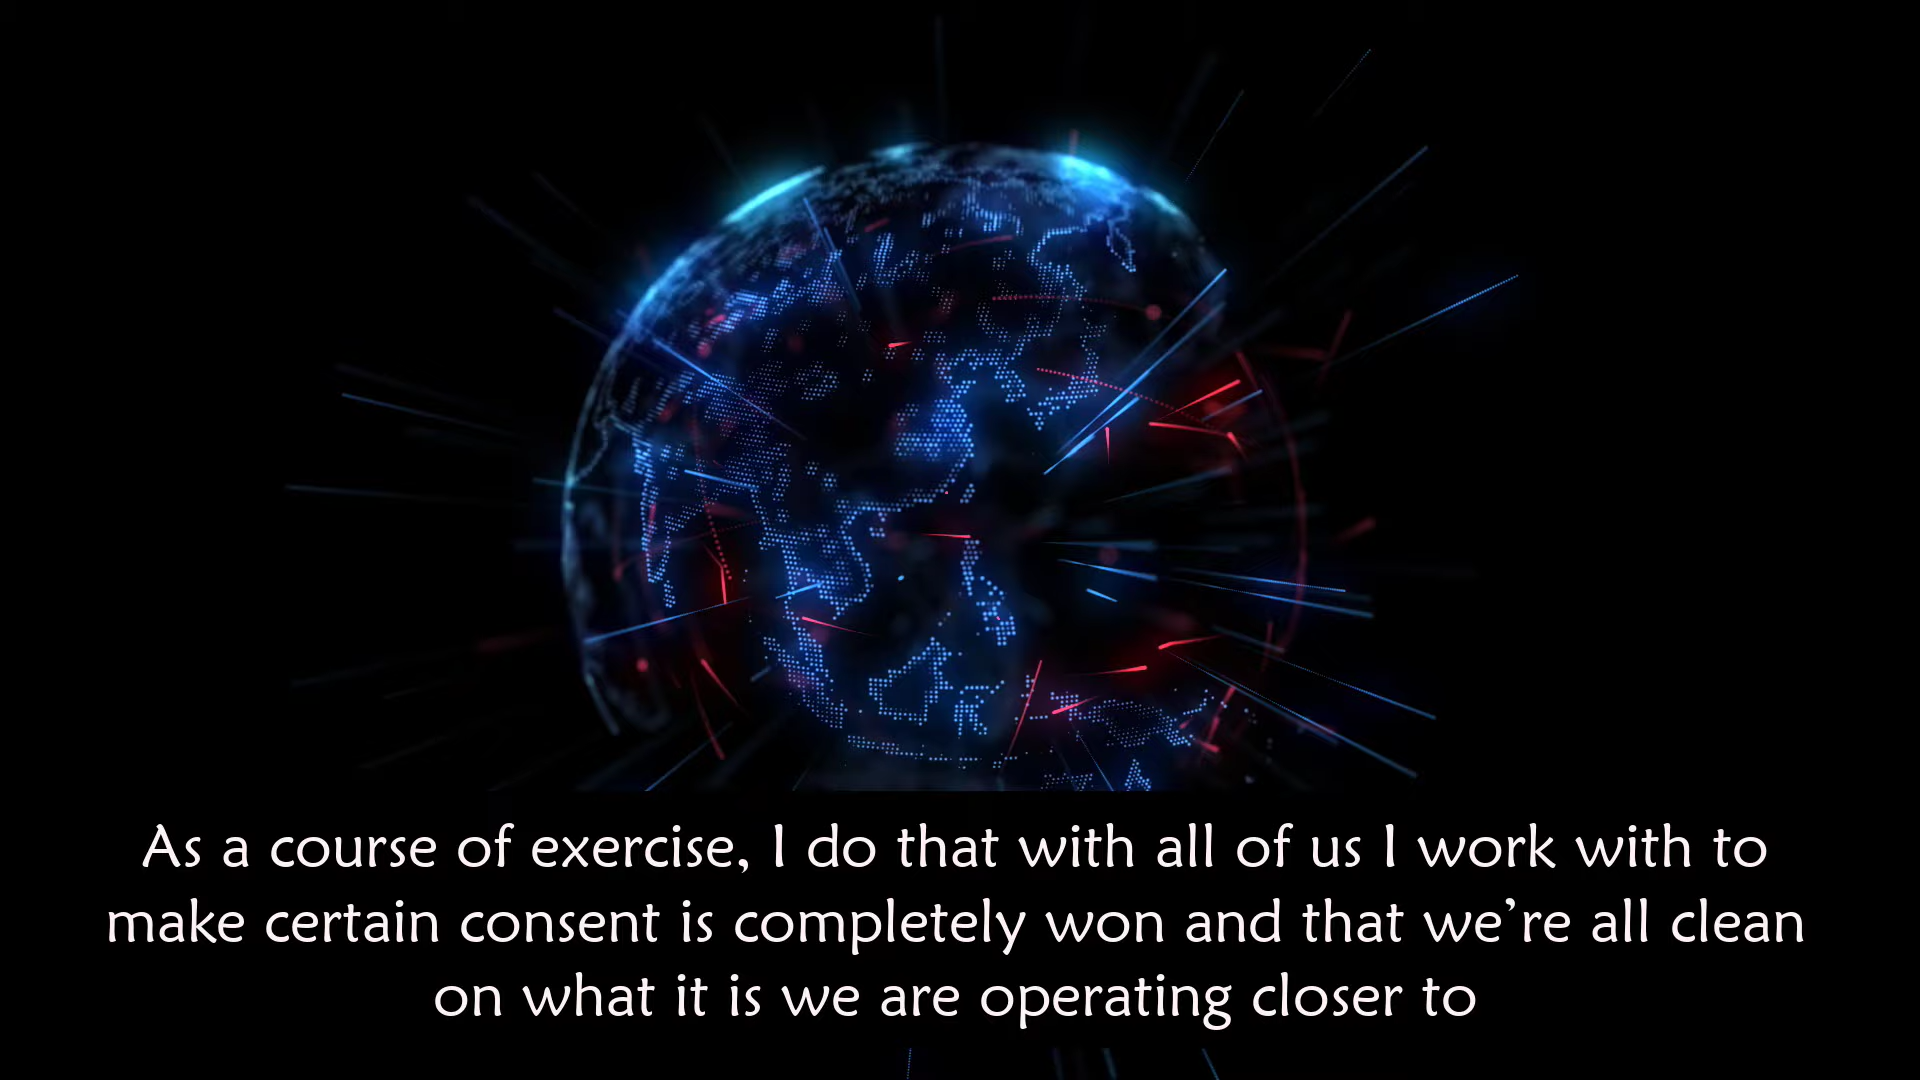 As a course of exercise, I do that with all of us I work with to
make certain consent is completely won and that we’re all clean
on what it is we are operating closer to